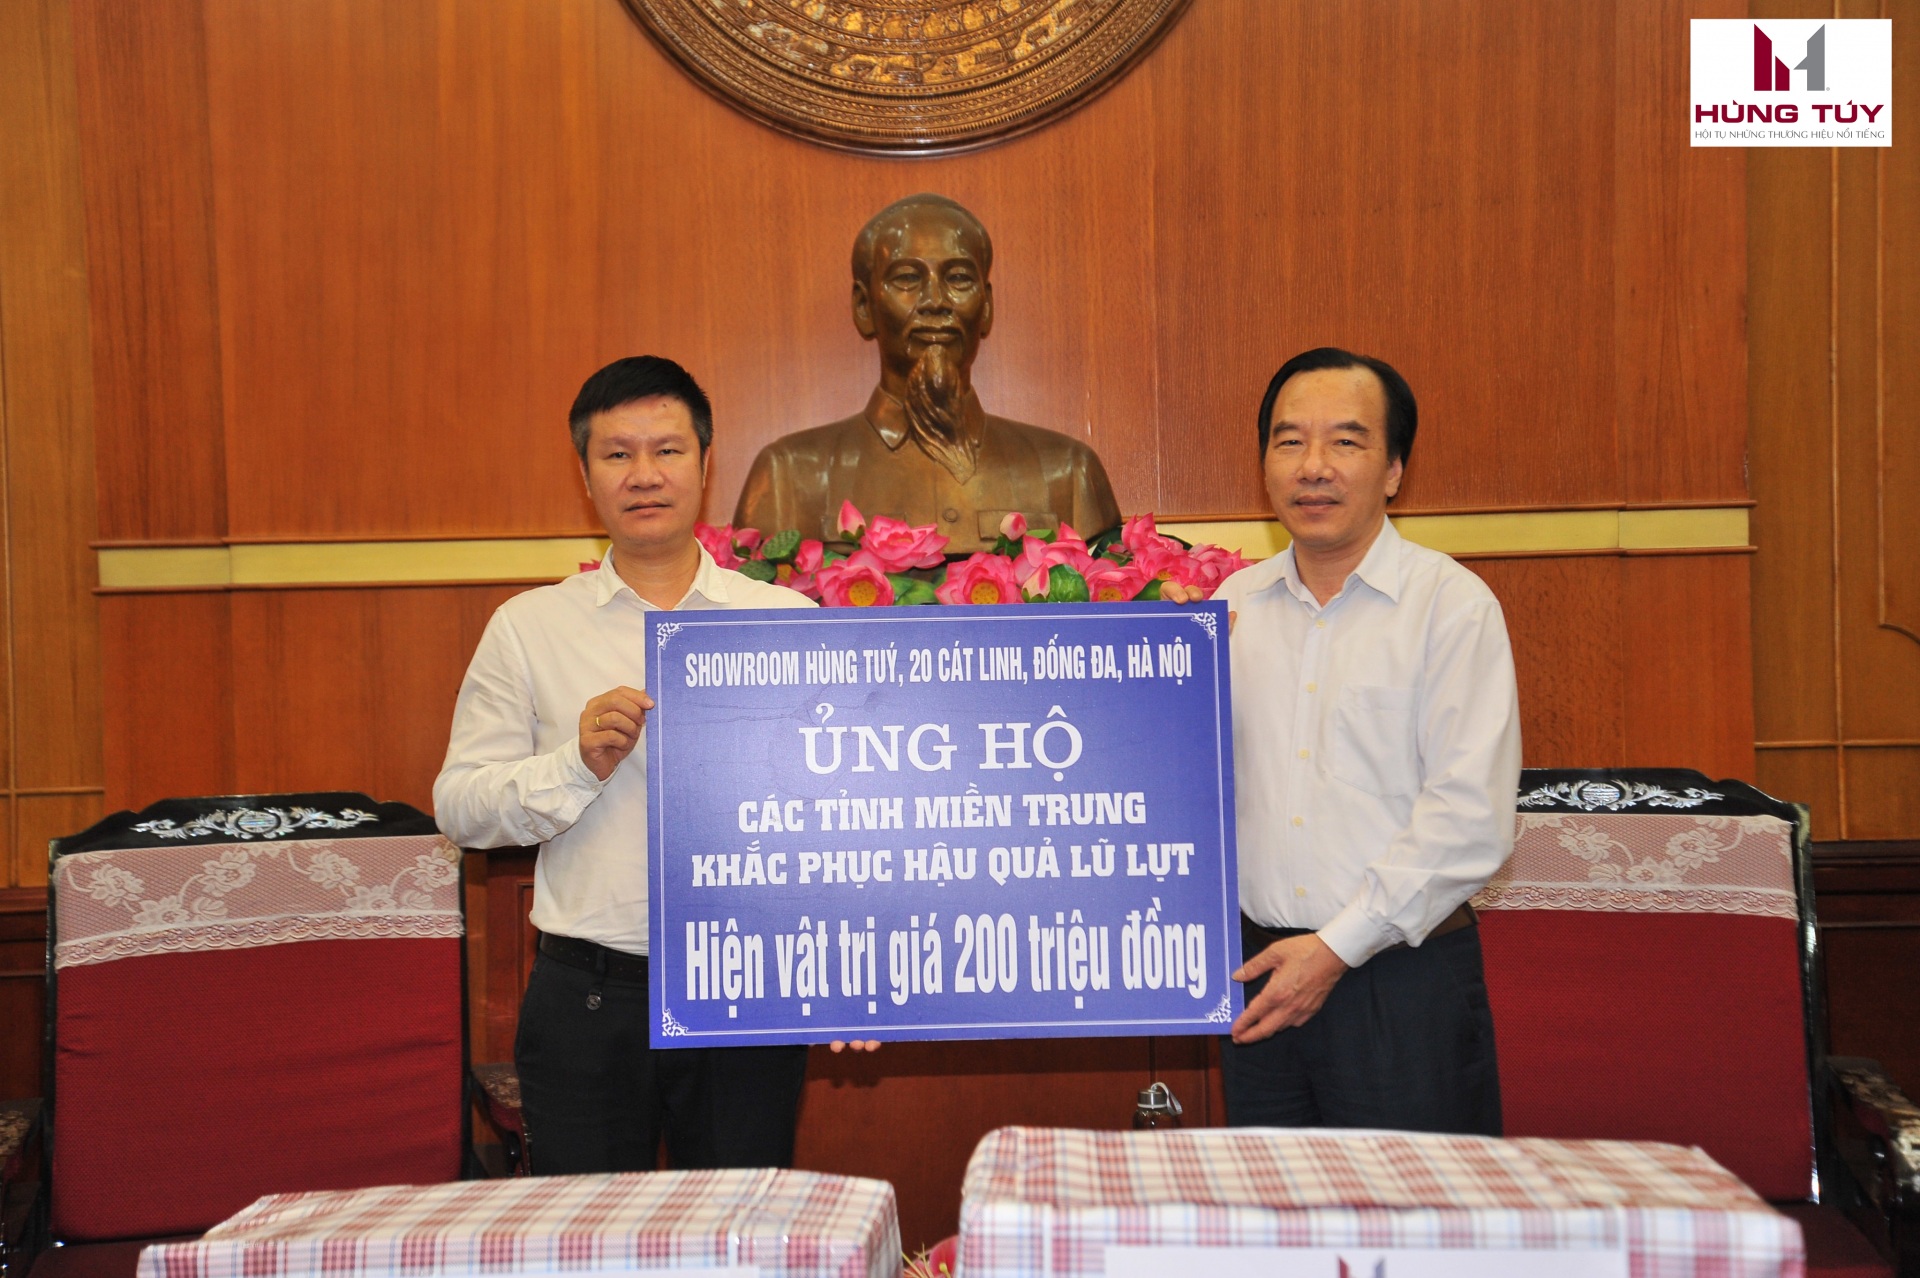 HÙNG TÚY
HỘI TỤ NHỮNG THƯƠNG HIỆU NỔI TIẾNG
SHOWROOM HÙNG TUÝ, 20 CÁT LINH, ĐỐNG ĐA, HÀ NỘI
ỦNG HỘ
CÁC TỈNH MIỀN TRUNG
KHẮC PHỤC HẬU QUẢ LŨ LỤT
Hiện vật trị giá 200 triệu đồng